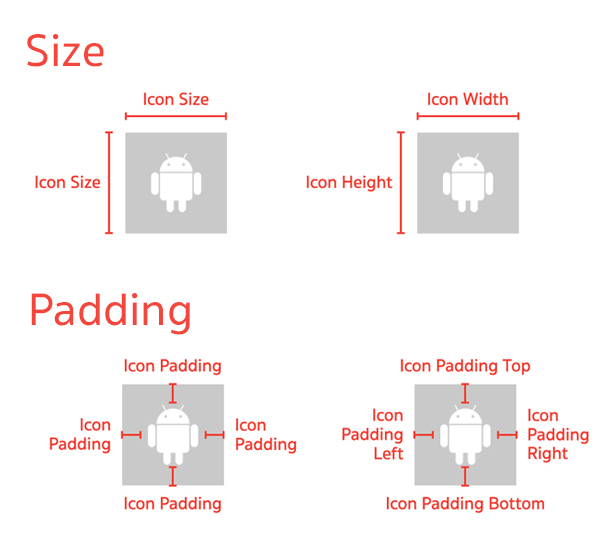 Size
Icon Size
Icon Width
Icon Size
Icon Height
Padding
Icon Padding
Icon Padding Top
Icon
Padding
Icon
Padding
Icon
Padding
Left
Icon
Padding
Right
Icon Padding
Icon Padding Bottom